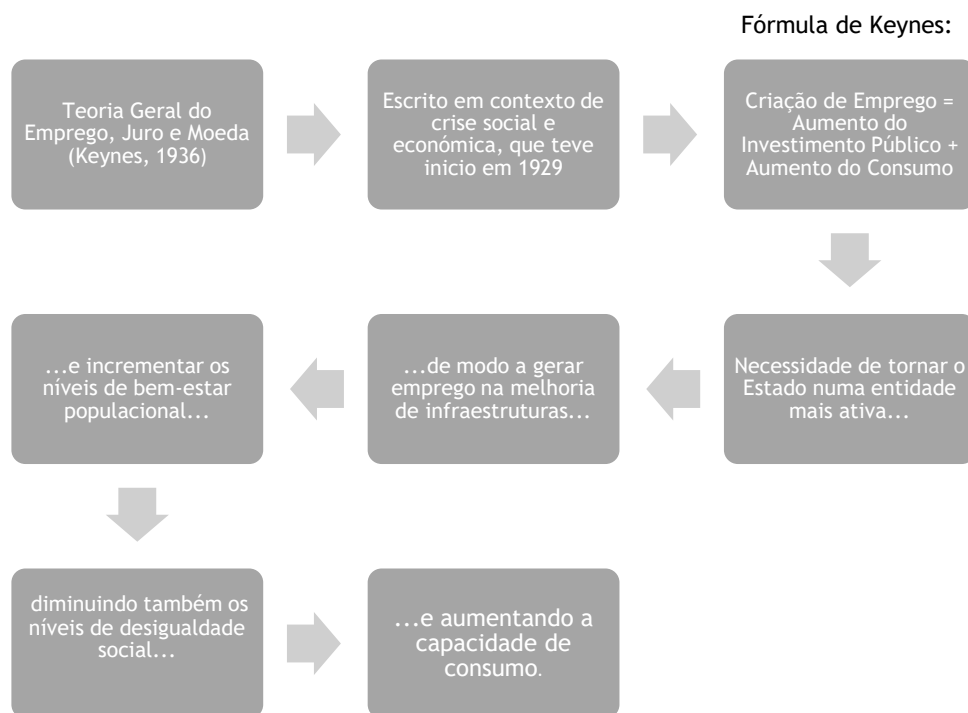 Fórmula de Keynes:
Teoria Geral do
Emprego, Juro e Moeda
(Keynes, 1936)
Escrito em contexto de
crise social e
económica, que teve
inicio em 1929
Criação de Emprego =
Aumento do
Investimento Público +
Aumento do Consumo
Necessidade de tornar o
Estado numa entidade
mais ativa...
...de modo a gerar
emprego na melhoria
de infraestruturas...
...e incrementar os
níveis de bem-estar
populacional...
diminuindo também os
níveis de desigualdade
social...
...e aumentando a
capacidade de
consumo.